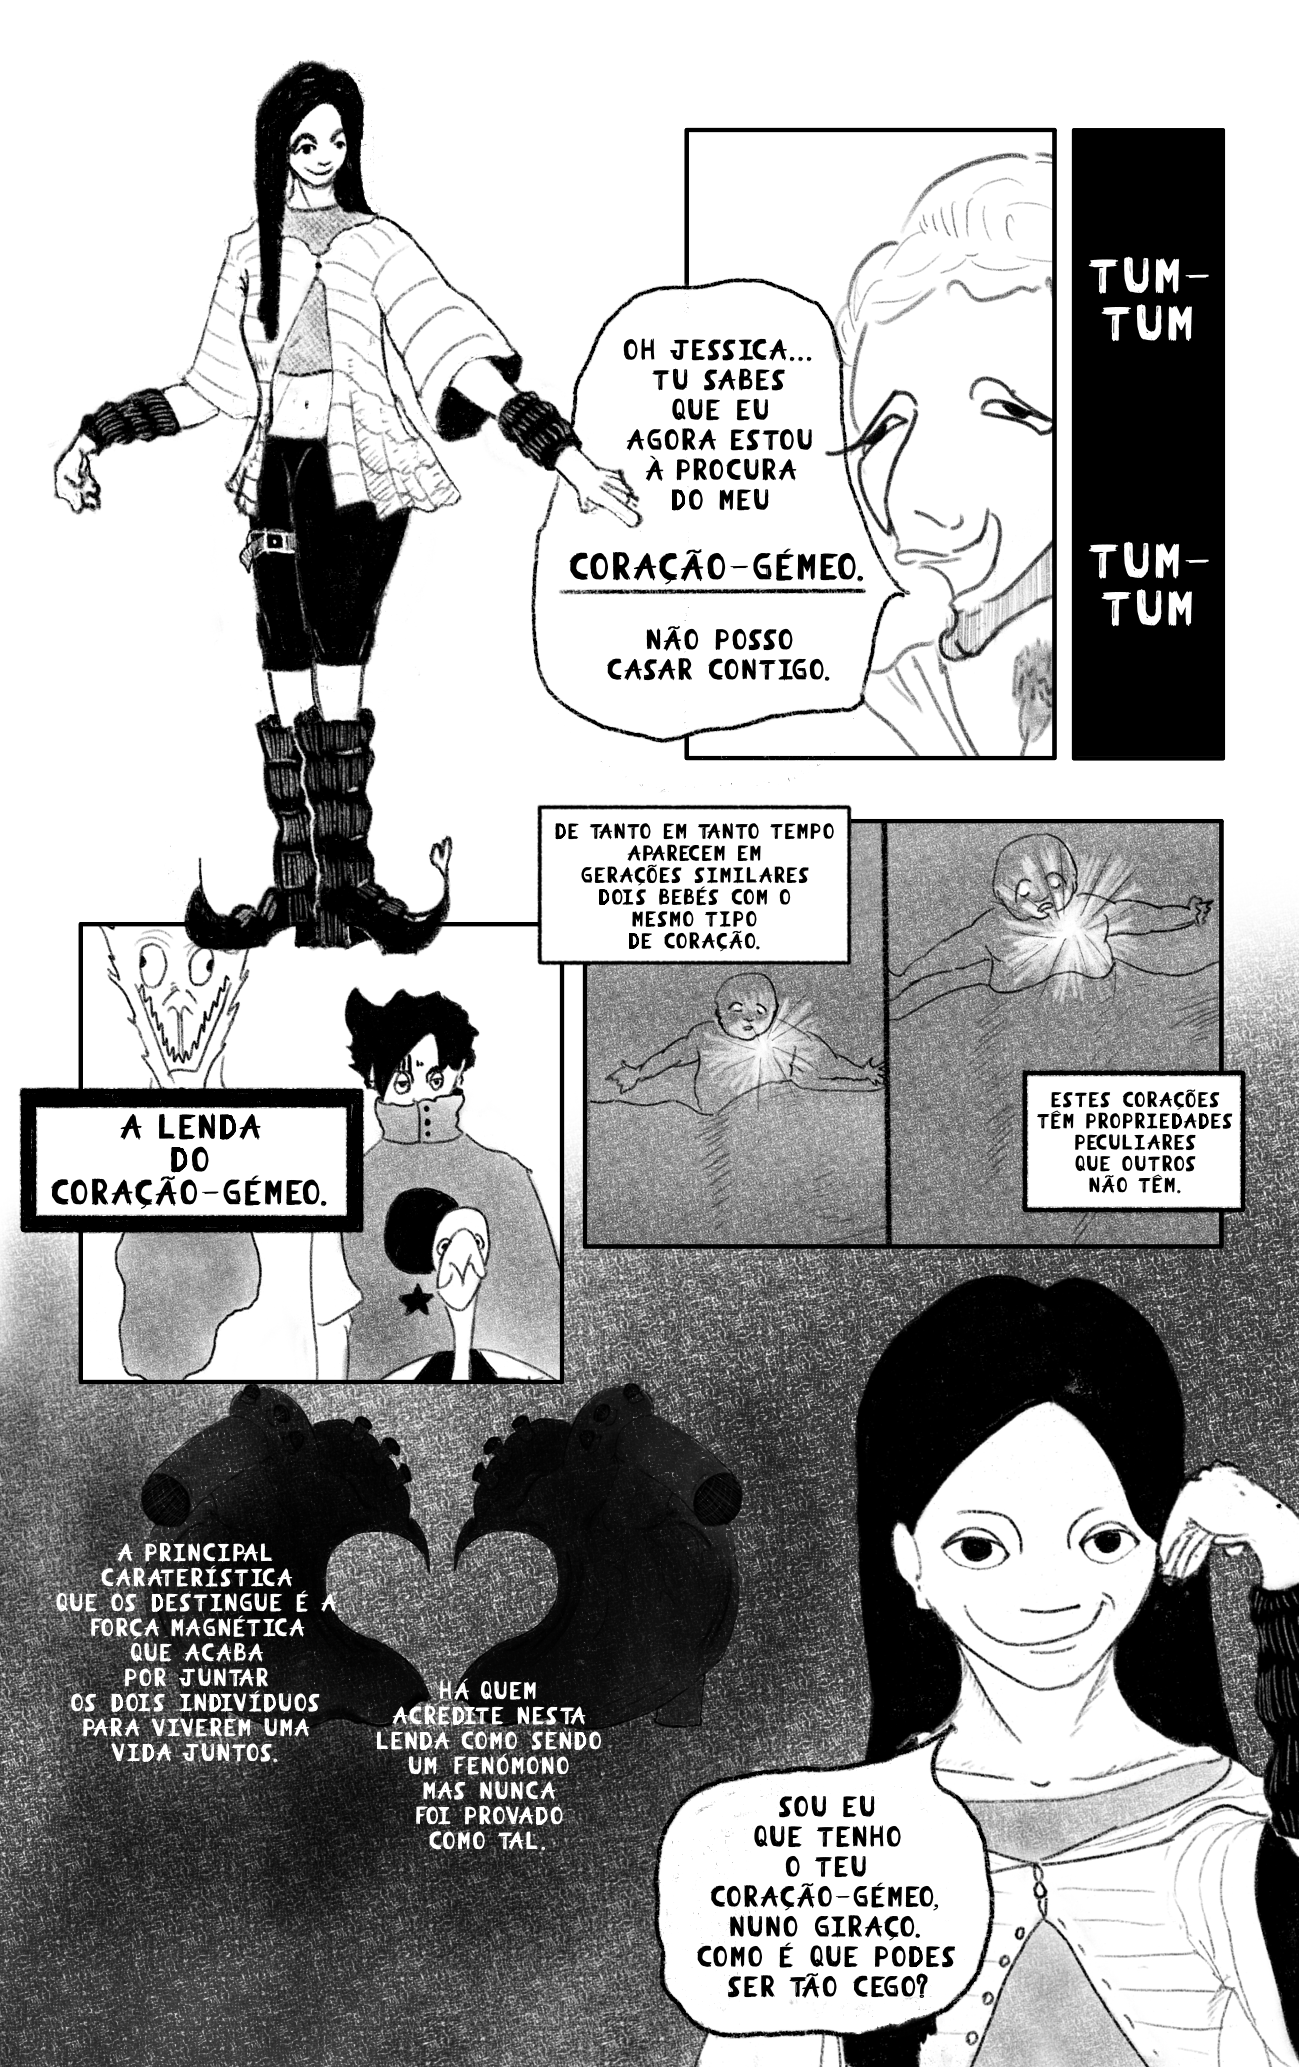 OH JESSICA...
TU SABES
QUE EU
AGORA ESTOU
À PROCURA
DO MEU
CORAÇÃO-GÉMEO.
NÃO POSSO
CASAR CONTIGO.
TUM-
TUM
TUM-
TUM
DE TANTO EM TANTO TEMPO
APARECEM EM
GERAÇÕES SIMILARES
DOIS BEBÉS COM O
MESMO TIPO
DE CORAÇÃO.
ESTES CORAÇÕES
TÊM PROPRIEDADES
PECULIARES
QUE OUTROS
NÃO TÊM.
A LENDA
DO
CORAÇÃO-GÉMEO.
A PRINCIPAL
CARATERÍSTICA
QUE OS DESTINGUE É A
FORÇA MAGNÉTICA
QUE ACABA
POR JUNTAR
OS DOIS INDIVÍDUOS
PARA VIVEREM UMA
VIDA JUNTOS.
HÁ QUEM
ACREDITE NESTA
LENDA COMO SENDO
UM FENÓMONO
MAS NUNCA
FOI PROVADO
COMO TAL.
SOU EU
QUE TENHO
O TEU
CORAÇÃO-GÉMEO,
NUNO GIRAÇO.
COMO É QUE PODES
SER TÃO CEGO?